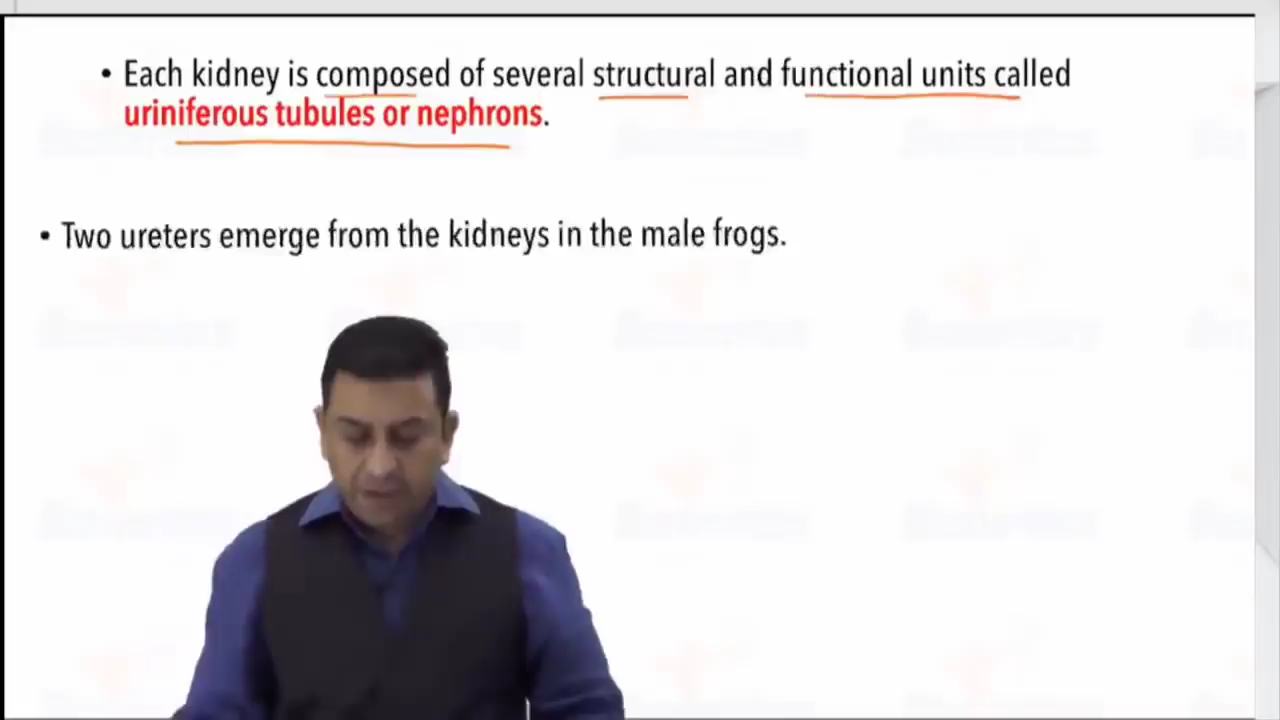 • Each kidney is composed of several structural and functional units called
uriniferous tubules or nephrons.
• Two ureters emerge from the kidneys in the male frogs.